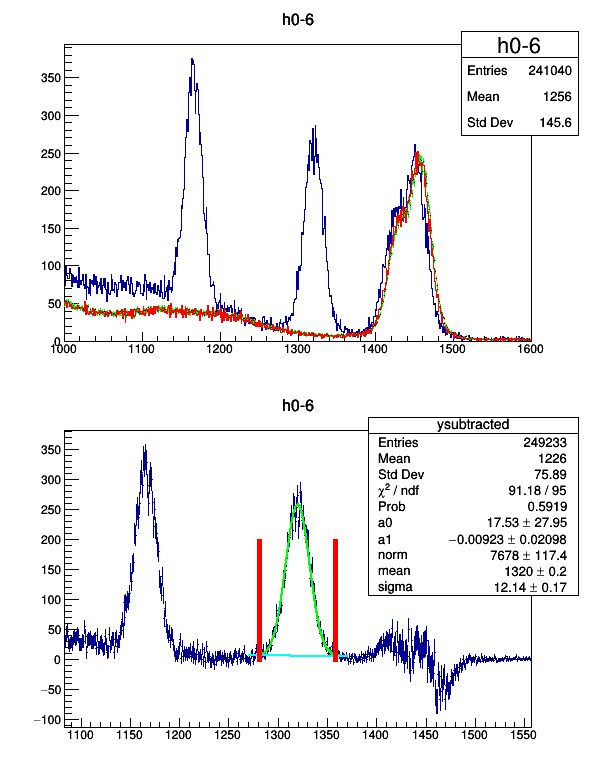 h0-6
h0-6
Entries 241040
Mean 1256
Std Dev 145.6
350
300
250
200
150
100
50
0
1000 1100 1200 1300 1400 1500 1600
h0-6
ysubtracted
Entries 249233
Mean 1226
Std Dev 75.89
χ² / ndf 91.18 / 95
Prob 0.5919
a0 17.53 ± 27.95
a1 −0.00923 ± 0.02098
norm 7678 ± 117.4
mean 1320 ± 0.2
sigma 12.14 ± 0.17
350
300
250
200
150
100
50
0
−50
−100
1100 1150 1200 1250 1300 1350 1400 1450 1500 1550